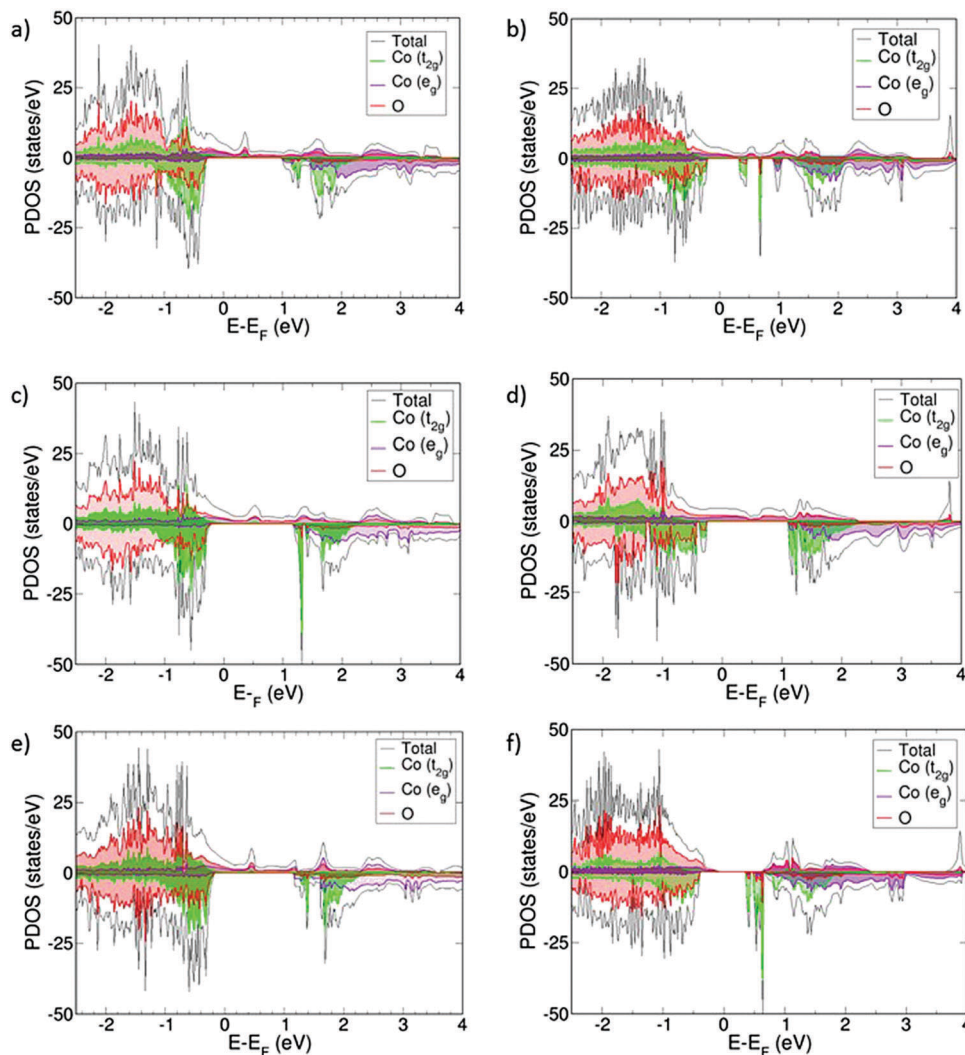 a)
50
25
0
-25
-50
PDOS (states/eV)
Total
Co (t2g)
Co (eg)
O
-2 -1 0 1 2 3 4
E-EF (eV)
b)
50
25
0
-25
-50
PDOS (states/eV)
Total
Co (t2g)
Co (eg)
O
-2 -1 0 1 2 3 4
E-EF (eV)
c)
50
25
0
-25
-50
PDOS (states/eV)
Total
Co (t2g)
Co (eg)
O
-2 -1 0 1 2 3 4
E-F (eV)
d)
50
25
0
-25
-50
PDOS (states/eV)
Total
Co (t2g)
Co (eg)
O
-2 -1 0 1 2 3 4
E-EF (eV)
e)
50
25
0
-25
-50
PDOS (states/eV)
Total
Co (t2g)
Co (eg)
O
-2 -1 0 1 2 3 4
E-EF (eV)
f)
50
25
0
-25
-50
PDOS (states/eV)
Total
Co (t2g)
Co (eg)
O
-2 -1 0 1 2 3 4
E-EF (eV)